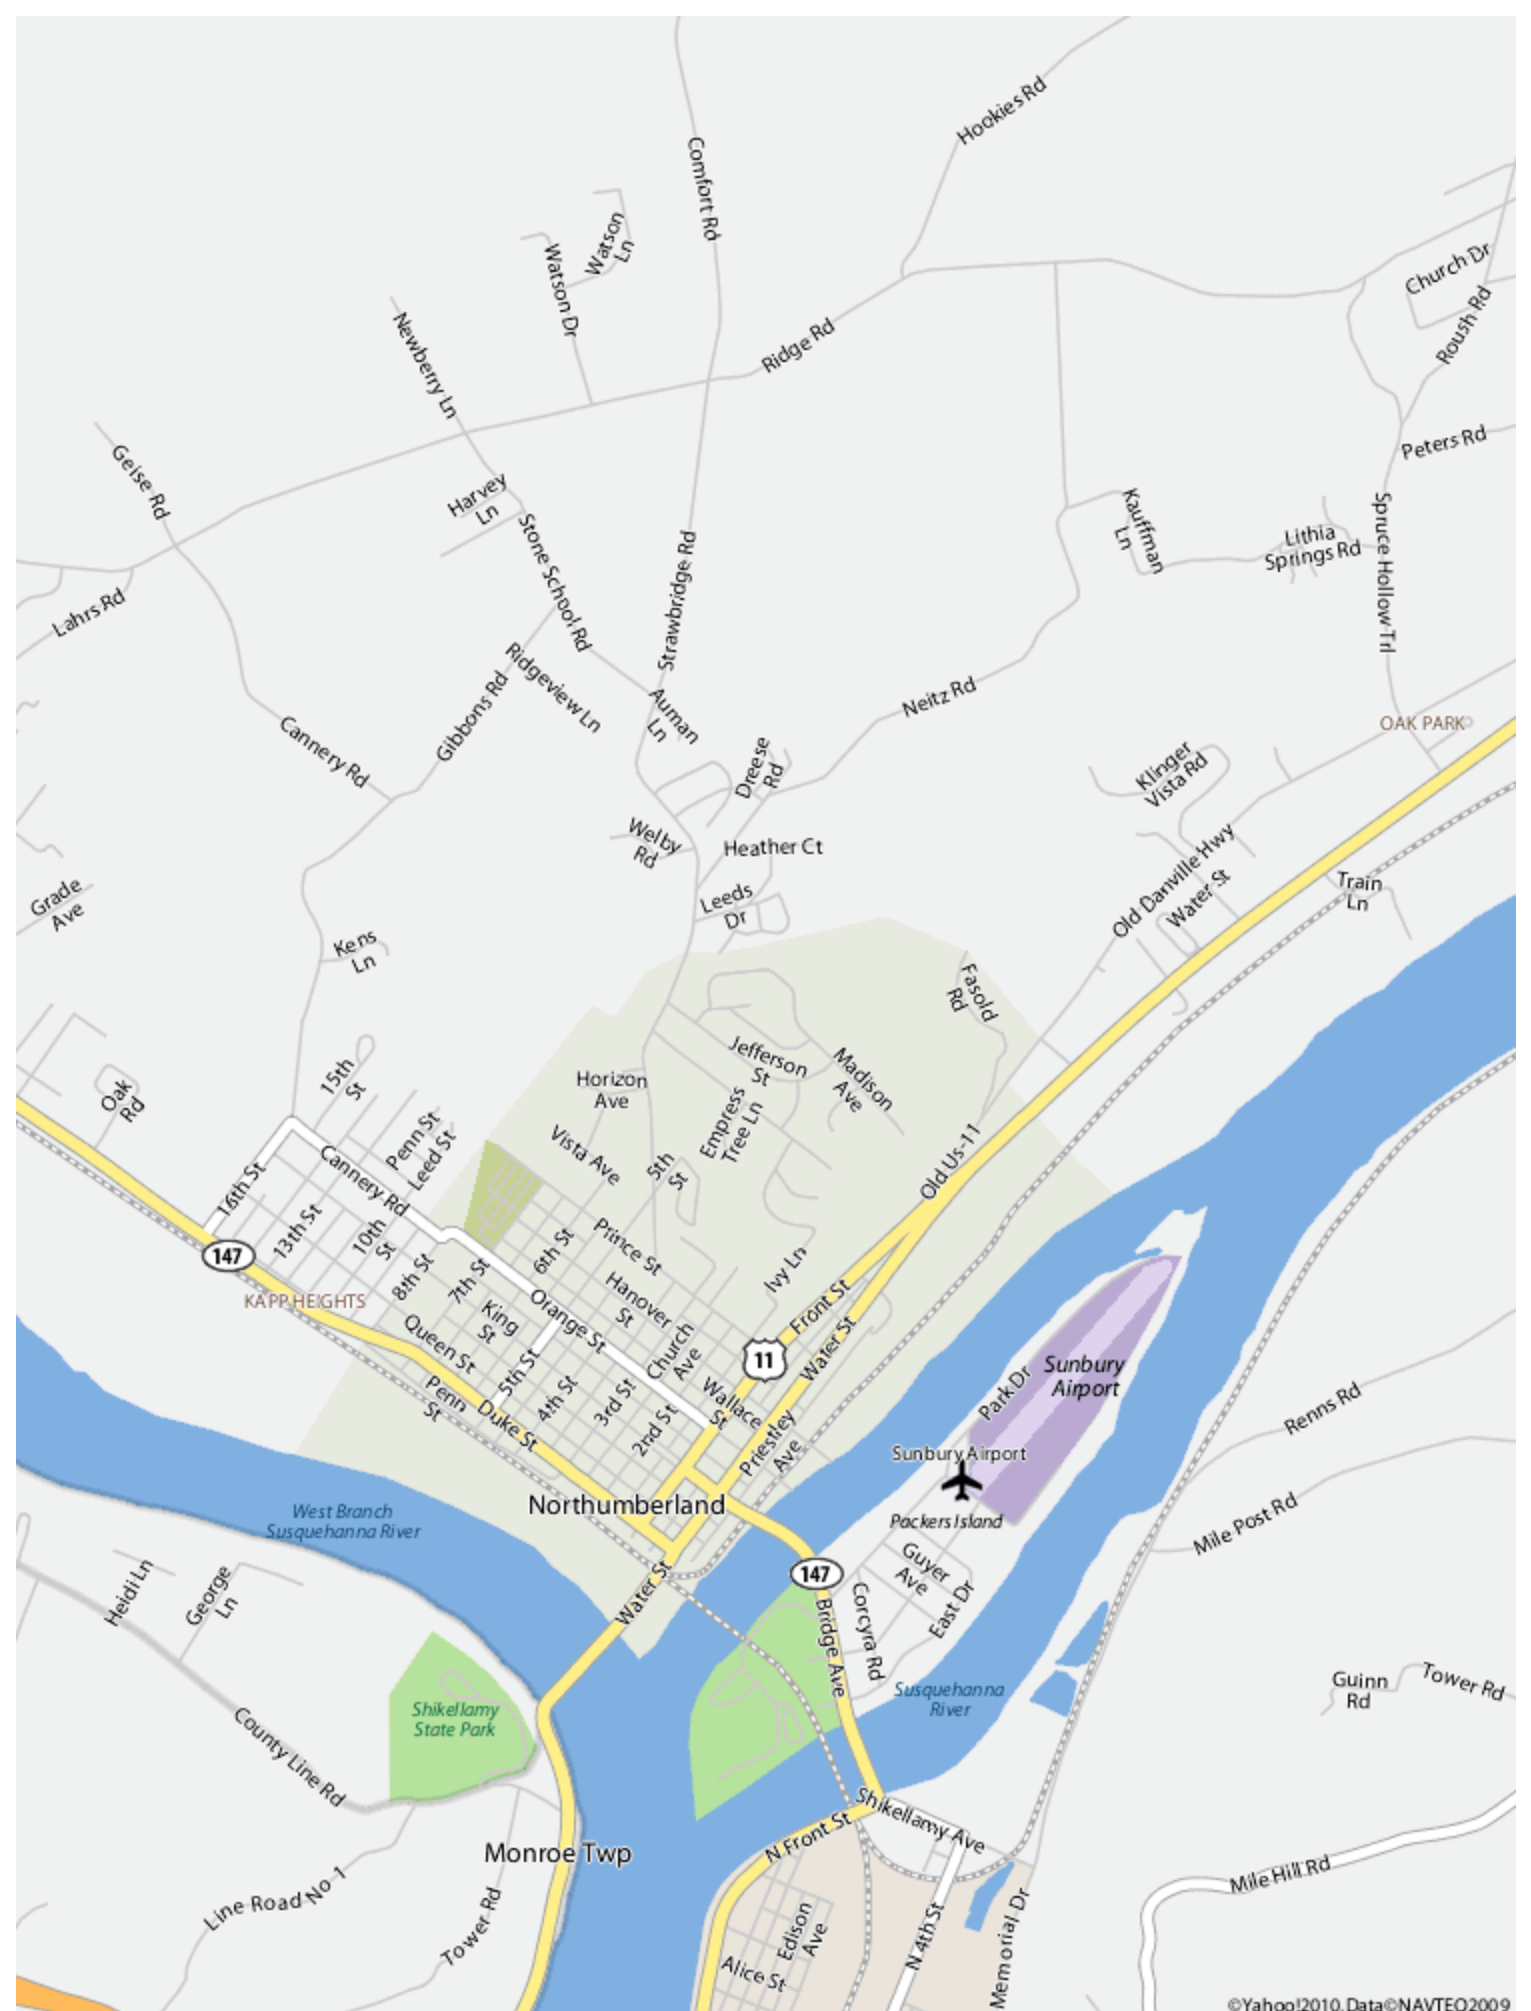 Hookies Rd
Comfort Rd
Watson
Ln
Watson Dr
Church Dr
Roush Rd
Newberry Ln
Ridge Rd
Geise Rd
Peters Rd
Harvey
Ln
Kauffman
Ln
Stone School Rd
Strawbridge Rd
Lithia
Springs Rd
Spruce Hollow Trl
Lahrs Rd
Ridgeview Ln
Gibbons Rd
Auman
Ln
Neitz Rd
OAK PARK
Cannery Rd
Dreese
Rd
Klinger
Vista Rd
Welby
Rd
Heather Ct
Old Danville Hwy
Water St
Train
Ln
Grade
Ave
Leeds
Dr
Kens
Ln
Fasold
Rd
15th
St
Oak
Rd
Jefferson
St
Madison
Ave
Horizon
Ave
Empress
Tree Ln
Penn St
Leed St
Vista Ave
5th
St
Old Us-11
Cannery Rd
16th St
13th St
10th
St
147
6th St
Prince St
8th St
7th St
Ivy Ln
KAPP HEIGHTS
Hanover
St
Front St
King
St
Orange St
Queen St
Church
Ave
11
Water St
Sunbury
Airport
Park Dr
5th St
Penn
St
Duke St
4th St
3rd St
2nd St
Wallace
St
Priestley
Ave
Renns Rd
Sunbury Airport
Northumberland
West Branch
Susquehanna River
Packers Island
Mile Post Rd
Guyer
Ave
147
Heidi Ln
George
Ln
Water St
Bridge Ave
Corcyra Rd
East Dr
Shikellamy
State Park
Susquehanna
River
Guinn
Rd
Tower Rd
County Line Rd
Shikellamy Ave
N Front St
Monroe Twp
Mile Hill Rd
Line Road No 1
Tower Rd
Edison
Ave
N 4th St
Memorial Dr
Alice St
©Yahoo!2010, Data©NAVTEQ2009